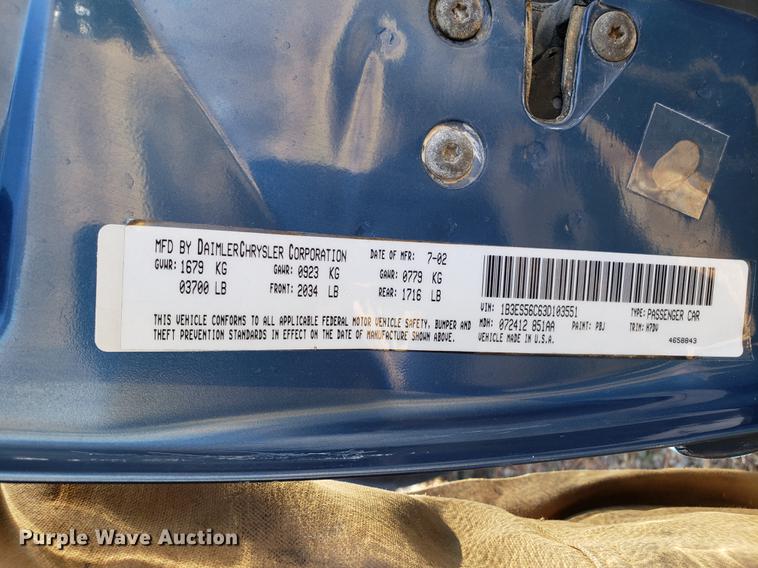 MFD BY DAIMLERCHRYSLER CORPORATION DATE OF MFR: 7-02
GVWR: 1679 KG GAWR: 0923 KG GAWR: 0779 KG
03700 LB FRONT: 2034 LB REAR: 1716 LB
THIS VEHICLE CONFORMS TO ALL APPLICABLE FEDERAL MOTOR VEHICLE SAFETY, BUMPER AND
THEFT PREVENTION STANDARDS IN EFFECT ON THE DATE OF MANUFACTURE SHOWN ABOVE.
VIN: 1B3ES56C63D103551 TYPE: PASSENGER CAR
MDH: 072412 851AA PAINT: PBJ TRIM: H7DV
VEHICLE MADE IN U.S.A. 4658843
Purple Wave Auction